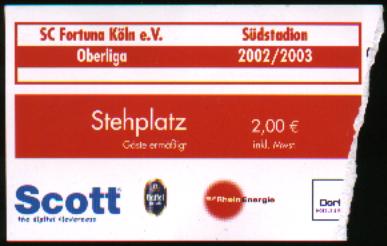 SC Fortuna Köln e.V. Südstadion
Oberliga 2002/2003
Stehplatz 2,00 €
Gäste ermäßigt inkl. Mwst
Scott
the digital cleverness
RheinEnergie
Dorf